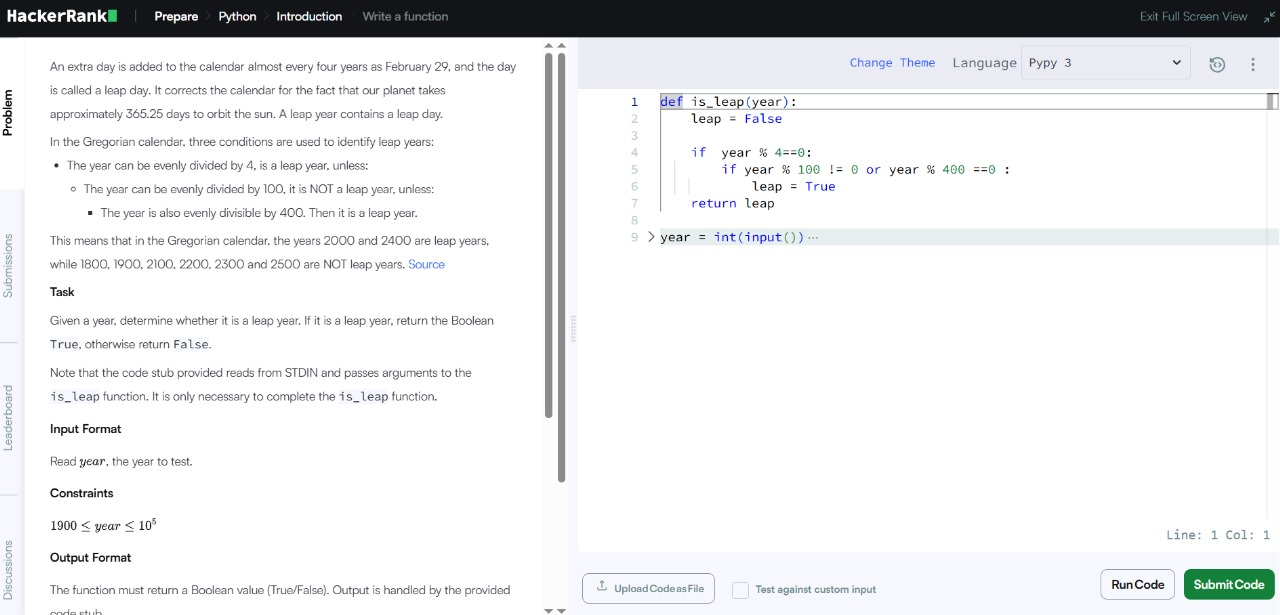 HackerRank
Prepare
Python
Introduction
Write a function
Exit Full Screen View
Problem
Submissions
Leaderboard
Discussions
An extra day is added to the calendar almost every four years as February 29, and the day
is called a leap day. It corrects the calendar for the fact that our planet takes
approximately 365.25 days to orbit the sun. A leap year contains a leap day.
In the Gregorian calendar, three conditions are used to identify leap years:
• The year can be evenly divided by 4, is a leap year, unless:
◦ The year can be evenly divided by 100, it is NOT a leap year, unless:
▪ The year is also evenly divisible by 400. Then it is a leap year.
This means that in the Gregorian calendar, the years 2000 and 2400 are leap years,
while 1800, 1900, 2100, 2200, 2300 and 2500 are NOT leap years. Source
Task
Given a year, determine whether it is a leap year. If it is a leap year, return the Boolean
True, otherwise return False.
Note that the code stub provided reads from STDIN and passes arguments to the
is_leap function. It is only necessary to complete the is_leap function.
Input Format
Read year, the year to test.
Constraints
1900 ≤ year ≤ 10⁵
Output Format
The function must return a Boolean value (True/False). Output is handled by the provided
code stub
Change Theme
Language
Pypy 3
1 def is_leap(year):
2     leap = False
3
4     if  year % 4==0:
5         if year % 100 != 0 or year % 400 ==0 :
6             leap = True
7     return leap
8
9 > year = int(input()) ···
Line: 1 Col: 1
Upload Code as File
Test against custom input
Run Code
Submit Code